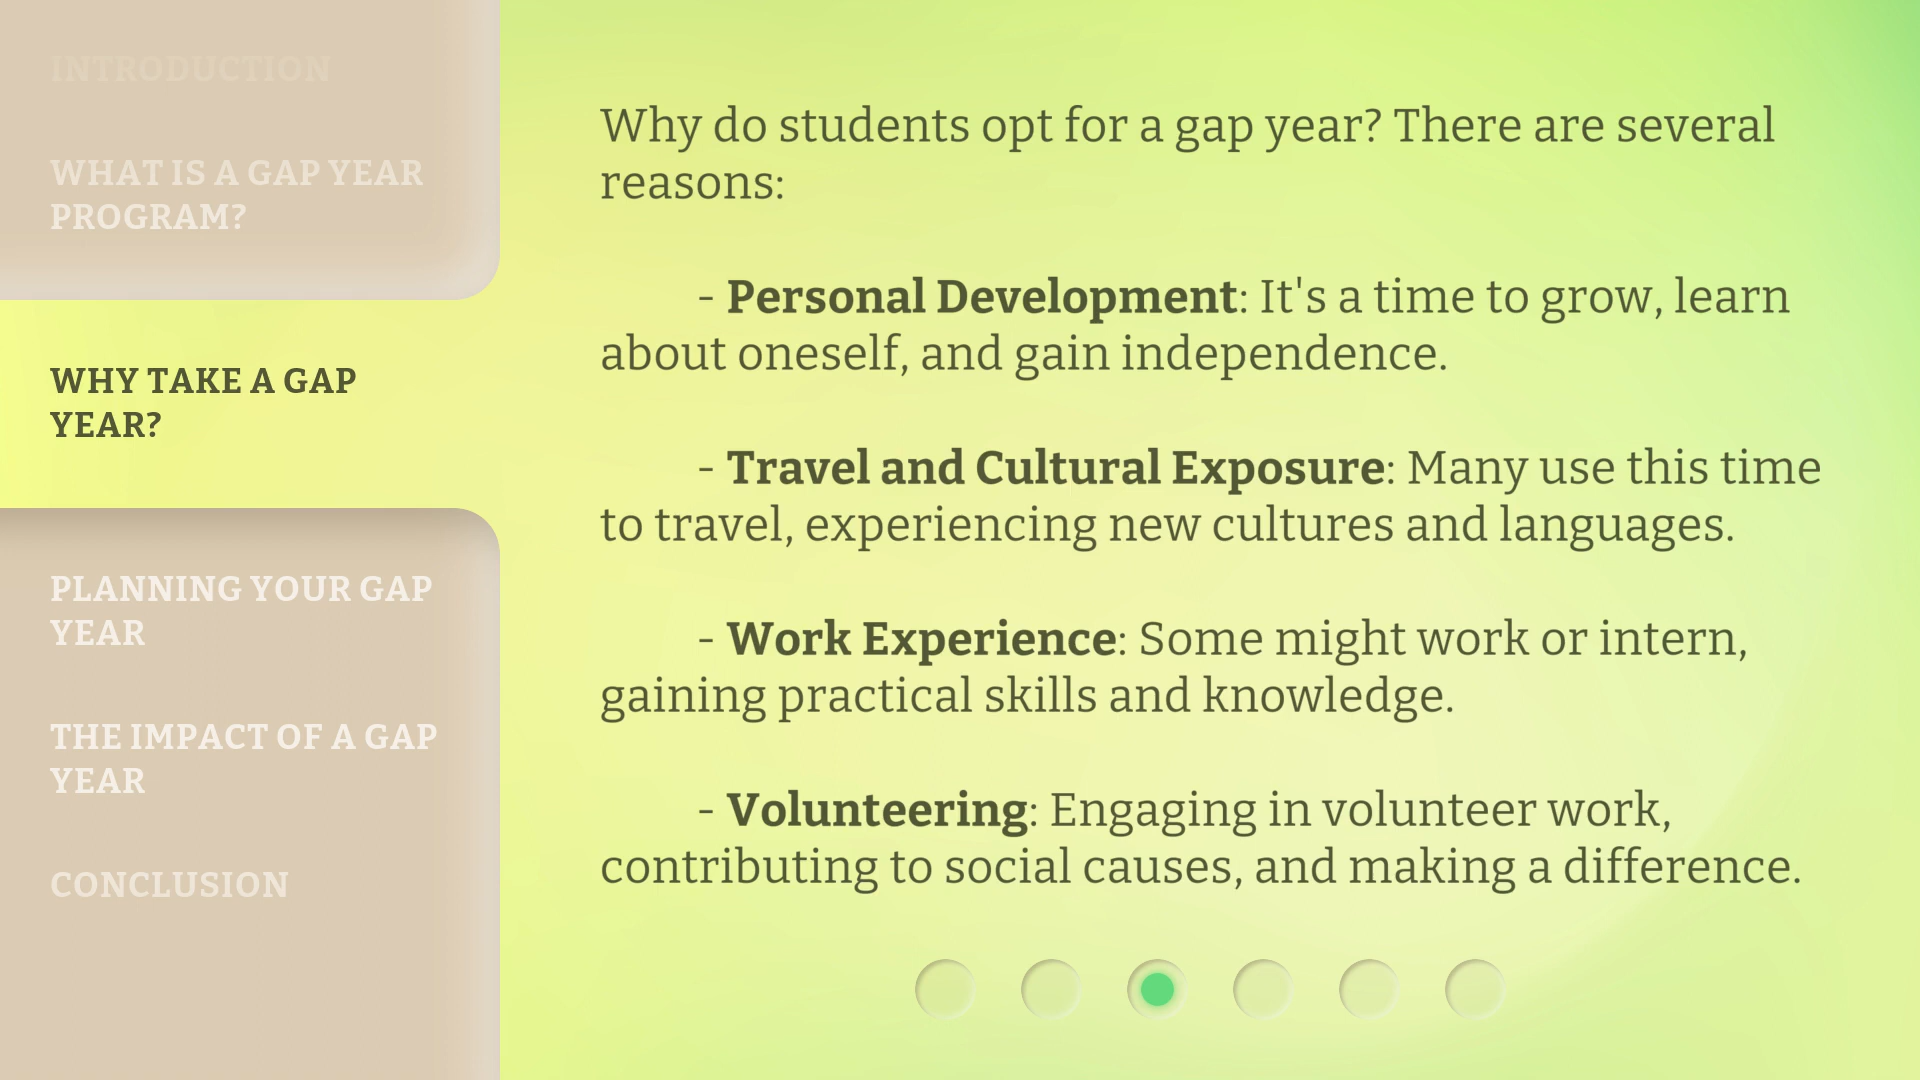 INTRODUCTION
WHAT IS A GAP YEAR
PROGRAM?
WHY TAKE A GAP
YEAR?
PLANNING YOUR GAP
YEAR
THE IMPACT OF A GAP
YEAR
CONCLUSION
Why do students opt for a gap year? There are several
reasons:
- Personal Development: It's a time to grow, learn
about oneself, and gain independence.
- Travel and Cultural Exposure: Many use this time
to travel, experiencing new cultures and languages.
- Work Experience: Some might work or intern,
gaining practical skills and knowledge.
- Volunteering: Engaging in volunteer work,
contributing to social causes, and making a difference.